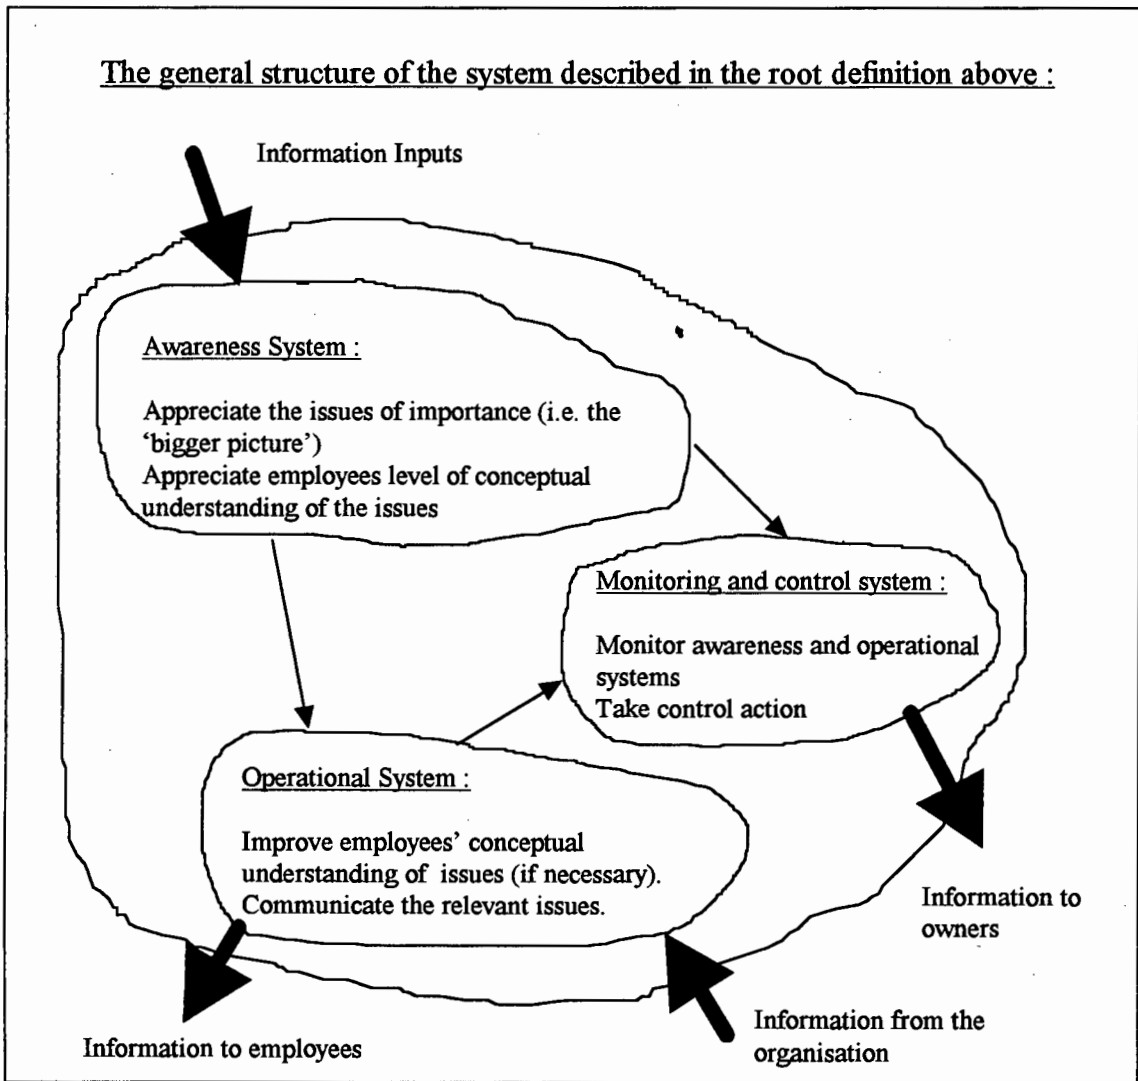 The general structure of the system described in the root definition above :
Information Inputs
Awareness System :
Appreciate the issues of importance (i.e. the
‘bigger picture’)
Appreciate employees level of conceptual
understanding of the issues
Monitoring and control system :
Monitor awareness and operational
systems
Take control action
Operational System :
Improve employees’ conceptual
understanding of issues (if necessary).
Communicate the relevant issues.
Information to
owners
Information from the
organisation
Information to employees